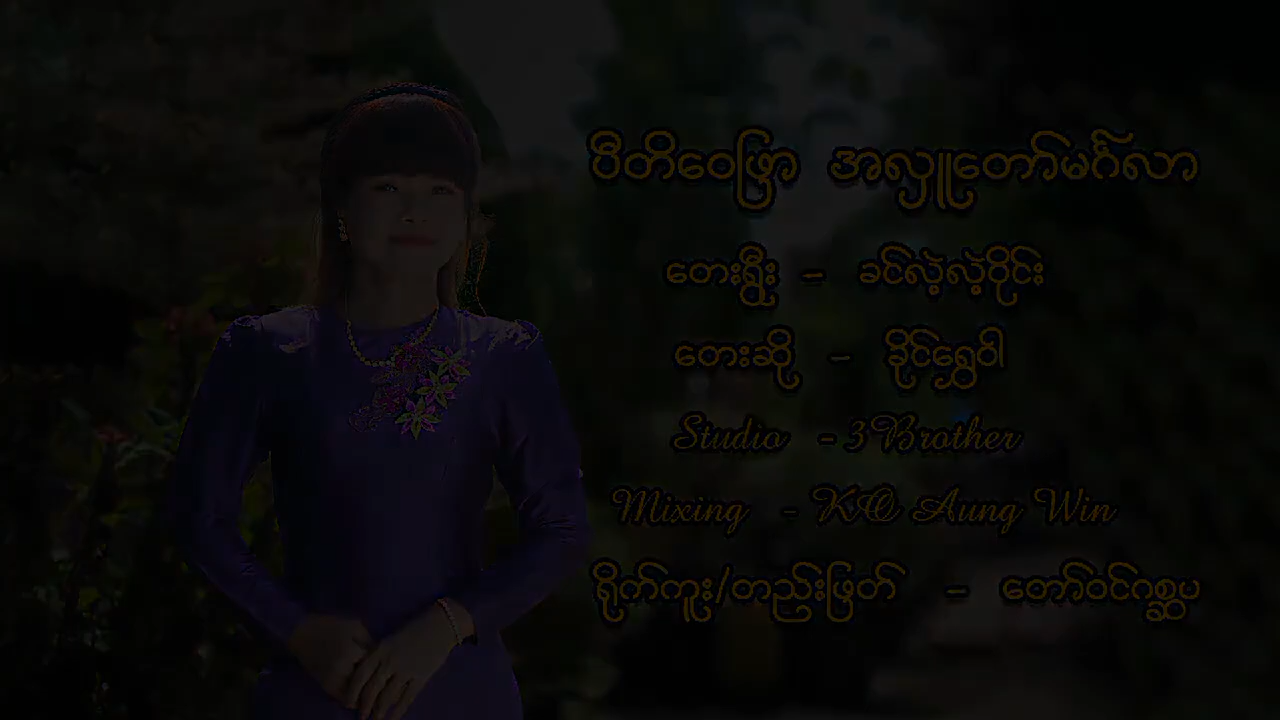 ပီတိဝေဖြာ အလှူတော်မင်္ဂလာ
တေးရှီး - ခင်လဲ့လဲ့ဝိုင်း
တေးဆို - ခိုင်ရွှေဝါ
Studio - 3 Brother
Mixing - KO Aung Win
ရိုက်ကူး/တည်းဖြတ် - တော်ဝင်ဂစ္ဆပ